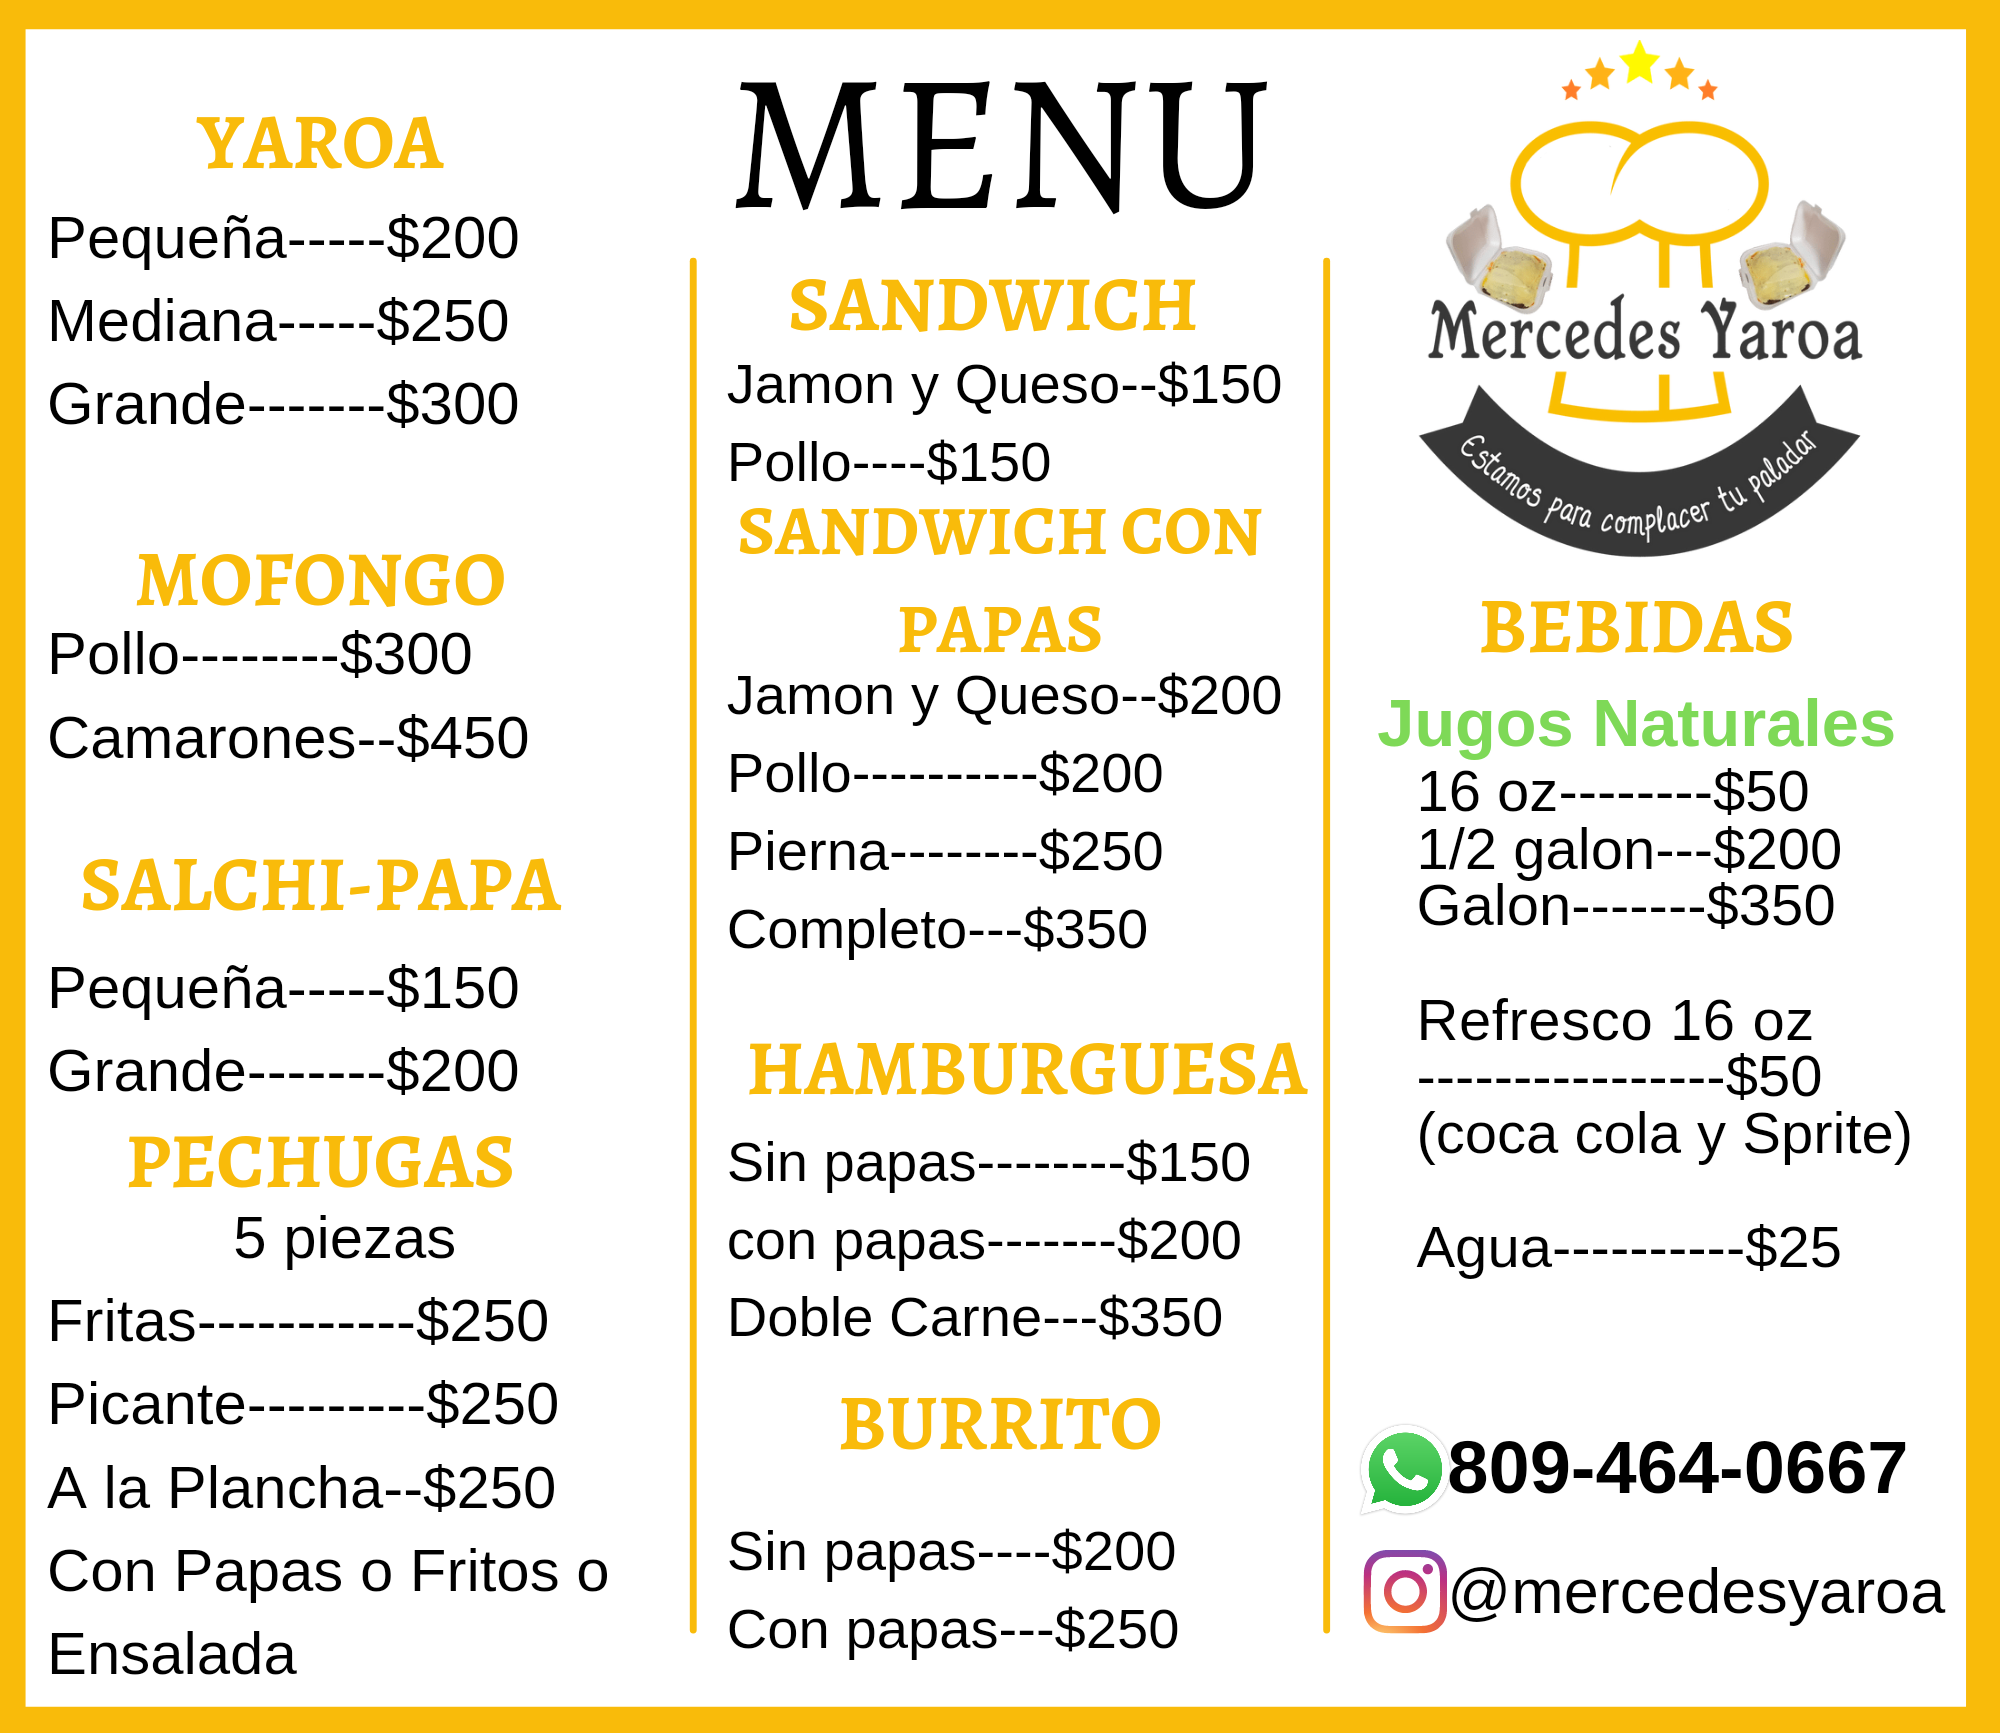 MENU
YAROA
Pequeña-----$200
Mediana-----$250
Grande-------$300
MOFONGO
Pollo--------$300
Camarones--$450
SALCHI-PAPA
Pequeña-----$150
Grande-------$200
PECHUGAS
5 piezas
Fritas-----------$250
Picante---------$250
A la Plancha--$250
Con Papas o Fritos o
Ensalada
SANDWICH
Jamon y Queso--$150
Pollo----$150
SANDWICH CON
PAPAS
Jamon y Queso--$200
Pollo----------$200
Pierna--------$250
Completo---$350
HAMBURGUESA
Sin papas--------$150
con papas-------$200
Doble Carne---$350
BURRITO
Sin papas----$200
Con papas---$250
Mercedes Yaroa
Estamos para complacer tu paladar
BEBIDAS
Jugos Naturales
16 oz--------$50
1/2 galon---$200
Galon-------$350
Refresco 16 oz
----------------$50
(coca cola y Sprite)
Agua----------$25
809-464-0667
@mercedesyaroa